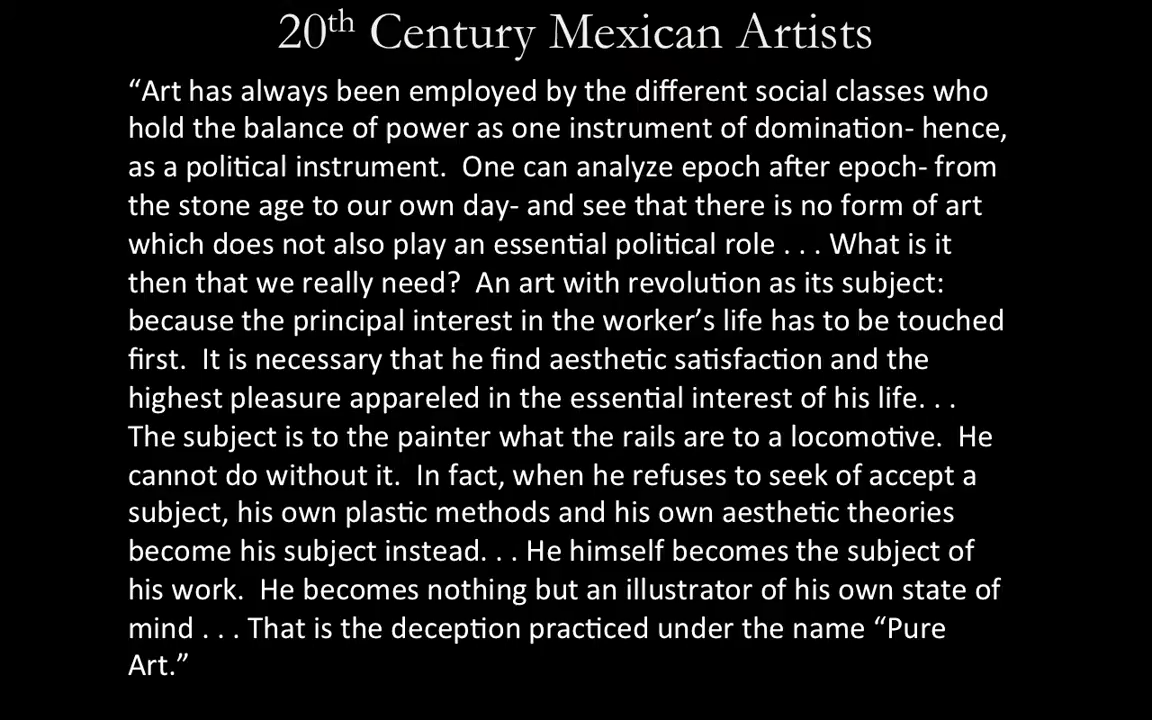 20th Century Mexican Artists
“Art has always been employed by the different social classes who
hold the balance of power as one instrument of domination- hence,
as a political instrument.  One can analyze epoch after epoch- from
the stone age to our own day- and see that there is no form of art
which does not also play an essential political role . . . What is it
then that we really need?  An art with revolution as its subject:
because the principal interest in the worker’s life has to be touched
first.  It is necessary that he find aesthetic satisfaction and the
highest pleasure appareled in the essential interest of his life. . .
The subject is to the painter what the rails are to a locomotive.  He
cannot do without it.  In fact, when he refuses to seek of accept a
subject, his own plastic methods and his own aesthetic theories
become his subject instead. . . He himself becomes the subject of
his work.  He becomes nothing but an illustrator of his own state of
mind . . . That is the deception practiced under the name “Pure
Art.”